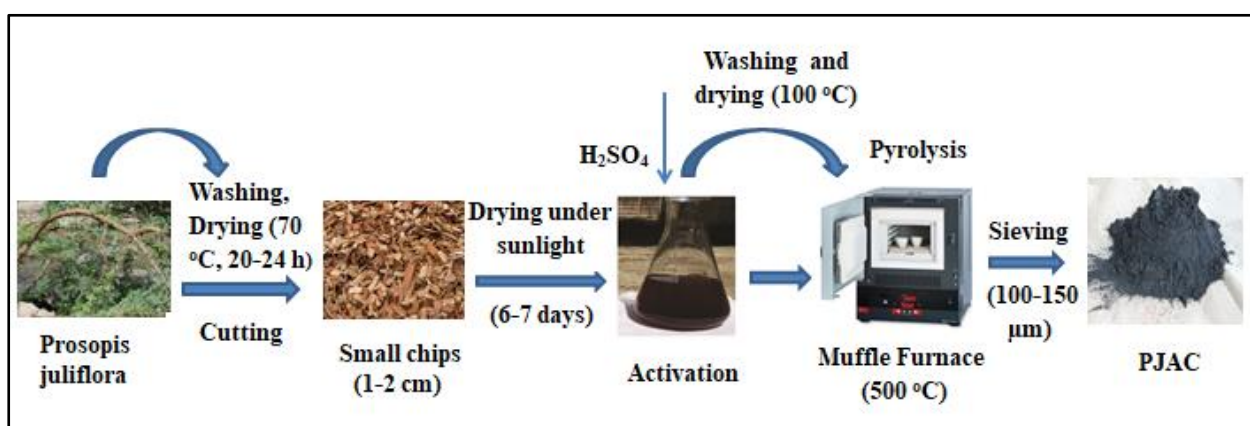 Washing and
drying (100 °C)
H₂SO₄
Pyrolysis
Washing,
Drying (70
°C, 20-24 h)
Cutting
Drying under
sunlight
(6-7 days)
Sieving
(100-150
µm)
Prosopis
juliflora
Small chips
(1-2 cm)
Activation
Muffle Furnace
(500 °C)
PJAC